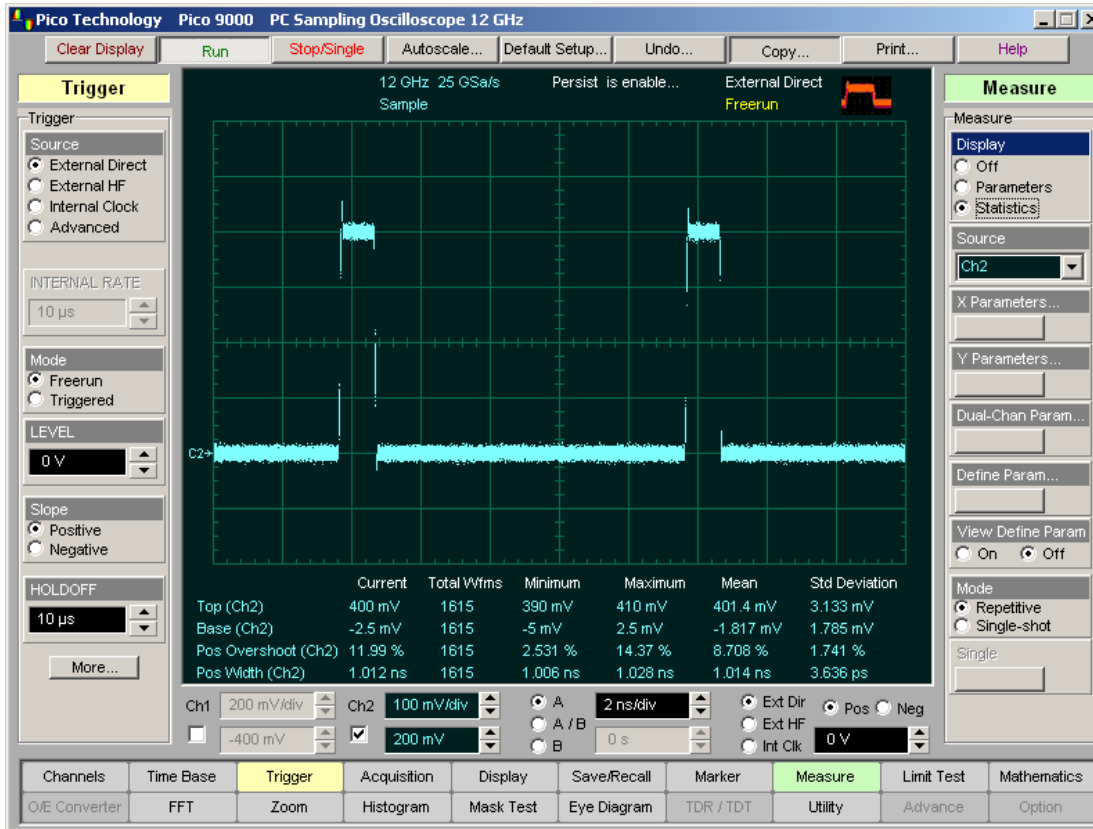 Pico Technology Pico 9000 PC Sampling Oscilloscope 12 GHz
Clear Display Run Stop/Single Autoscale... Default Setup... Undo... Copy... Print... Help
Trigger
Trigger
Source
External Direct
External HF
Internal Clock
Advanced
INTERNAL RATE
10 µs
Mode
Freerun
Triggered
LEVEL
0 V
Slope
Positive
Negative
HOLDOFF
10 µs
More...
12 GHz 25 GSa/s Persist is enable... External Direct
Sample Freerun
C2
Current Total Wfms Minimum Maximum Mean Std Deviation
Top (Ch2) 400 mV 1615 390 mV 410 mV 401.4 mV 3.133 mV
Base (Ch2) -2.5 mV 1615 -5 mV 2.5 mV -1.817 mV 1.785 mV
Pos Overshoot (Ch2) 11.99 % 1615 2.531 % 14.37 % 8.708 % 1.741 %
Pos Width (Ch2) 1.012 ns 1615 1.006 ns 1.028 ns 1.014 ns 3.636 ps
Ch1 200 mV/div Ch2 100 mV/div A 2 ns/div Ext Dir Pos Neg
A / B Ext HF
-400 mV 200 mV B 0 s Int Clk 0 V
Measure
Measure
Display
Off
Parameters
Statistics
Source
Ch2
X Parameters...
Y Parameters...
Dual-Chan Param...
Define Param...
View Define Param
On Off
Mode
Repetitive
Single-shot
Single
Channels Time Base Trigger Acquisition Display Save/Recall Marker Measure Limit Test Mathematics
O/E Converter FFT Zoom Histogram Mask Test Eye Diagram TDR / TDT Utility Advance Option